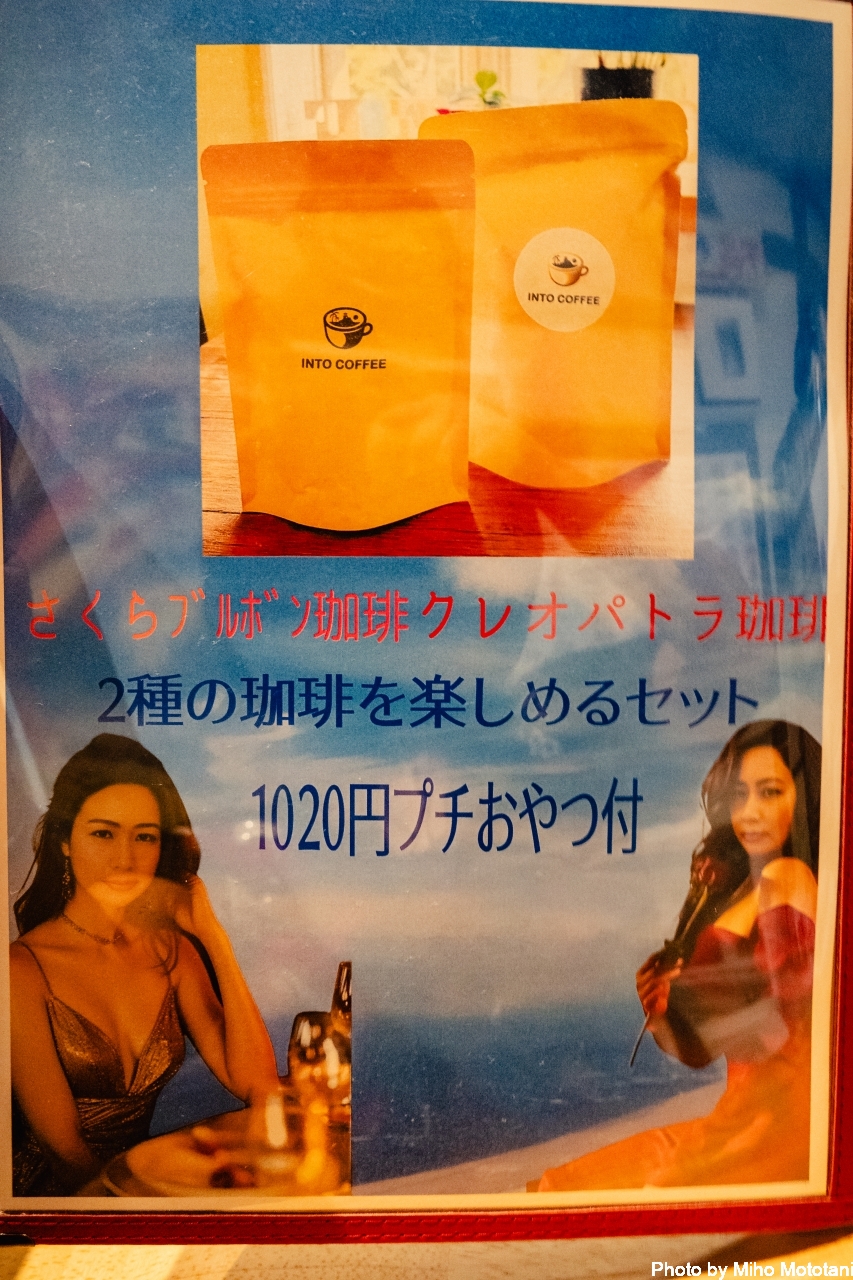 INTO COFFEE
INTO COFFEE
さくらブルボン珈琲クレオパトラ珈琲
2種の珈琲を楽しめるセット
1020円プチおやつ付
Photo by Miho Mototani